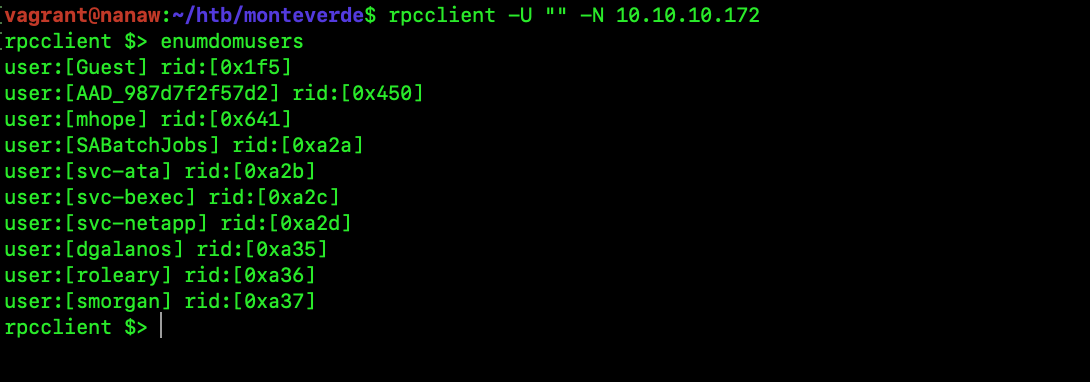 vagrant@nanaw:~/htb/monteverde$ rpcclient -U "" -N 10.10.10.172
rpcclient $> enumdomusers
user:[Guest] rid:[0x1f5]
user:[AAD_987d7f2f57d2] rid:[0x450]
user:[mhope] rid:[0x641]
user:[SABatchJobs] rid:[0xa2a]
user:[svc-ata] rid:[0xa2b]
user:[svc-bexec] rid:[0xa2c]
user:[svc-netapp] rid:[0xa2d]
user:[dgalanos] rid:[0xa35]
user:[roleary] rid:[0xa36]
user:[smorgan] rid:[0xa37]
rpcclient $>